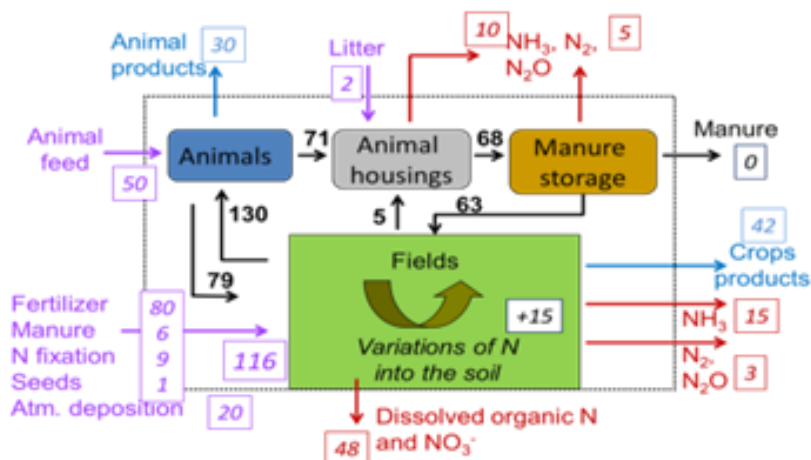 Animal
products
30
Litter
2
10
NH₃, N₂,
N₂O
5
Animal
feed
50
Animals
71
Animal
housings
68
Manure
storage
Manure
0
130
79
5
63
Fields
+15
Variations of N
into the soil
42
Crops
products
NH₃
15
N₂,
N₂O
3
Fertilizer 80
Manure 6
N fixation 9
Seeds 1
Atm. deposition 20
116
Dissolved organic N
and NO₃⁻
48